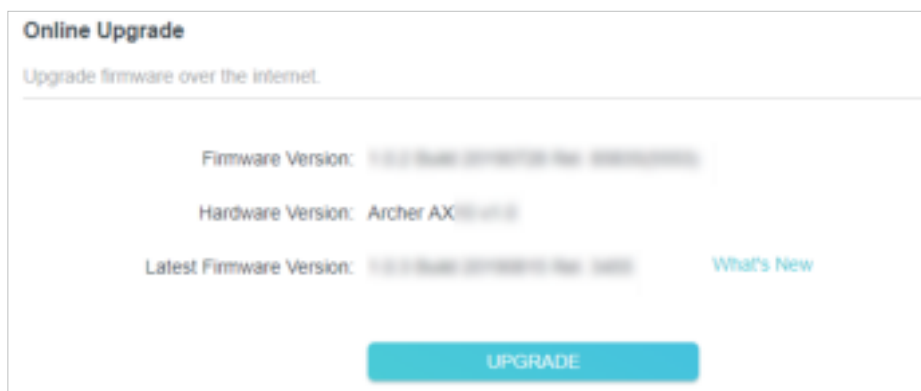 Online Upgrade
Upgrade firmware over the internet.
Firmware Version:
Hardware Version: Archer AX
Latest Firmware Version: What's New
UPGRADE